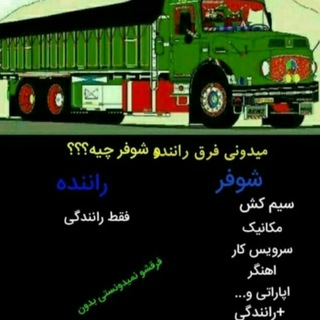 میدونی فرق راننده و شوفر چیه؟؟؟
شوفر
سیم کش
مکانیک
سرویس کار
اهنگر
اپاراتی و...
+رانندگی
راننده
فقط رانندگی
فرقشو نمیدونستی بدون